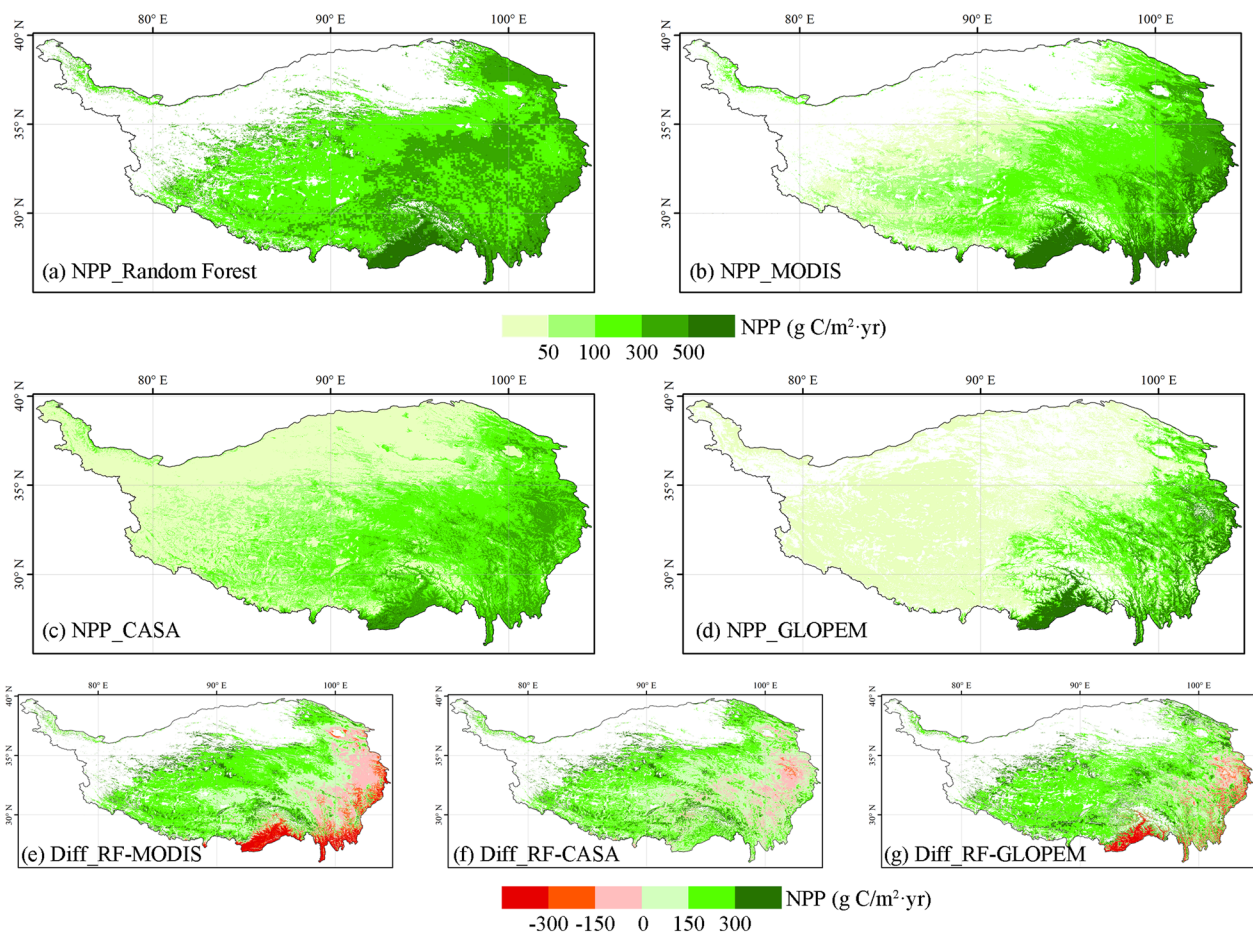 80° E 90° E 100° E 80° E 90° E 100° E
40° N 40° N
35° N 35° N
30° N 30° N
(a) NPP_Random Forest (b) NPP_MODIS
NPP (g C/m²·yr)
50 100 300 500
80° E 90° E 100° E 80° E 90° E 100° E
40° N 40° N
35° N 35° N
30° N 30° N
(c) NPP_CASA (d) NPP_GLOPEM
80° E 90° E 100° E 80° E 90° E 100° E 80° E 90° E 100° E
40° N 40° N 40° N
35° N 35° N 35° N
30° N 30° N 30° N
(e) Diff_RF-MODIS (f) Diff_RF-CASA (g) Diff_RF-GLOPEM
NPP (g C/m²·yr)
-300 -150 0 150 300